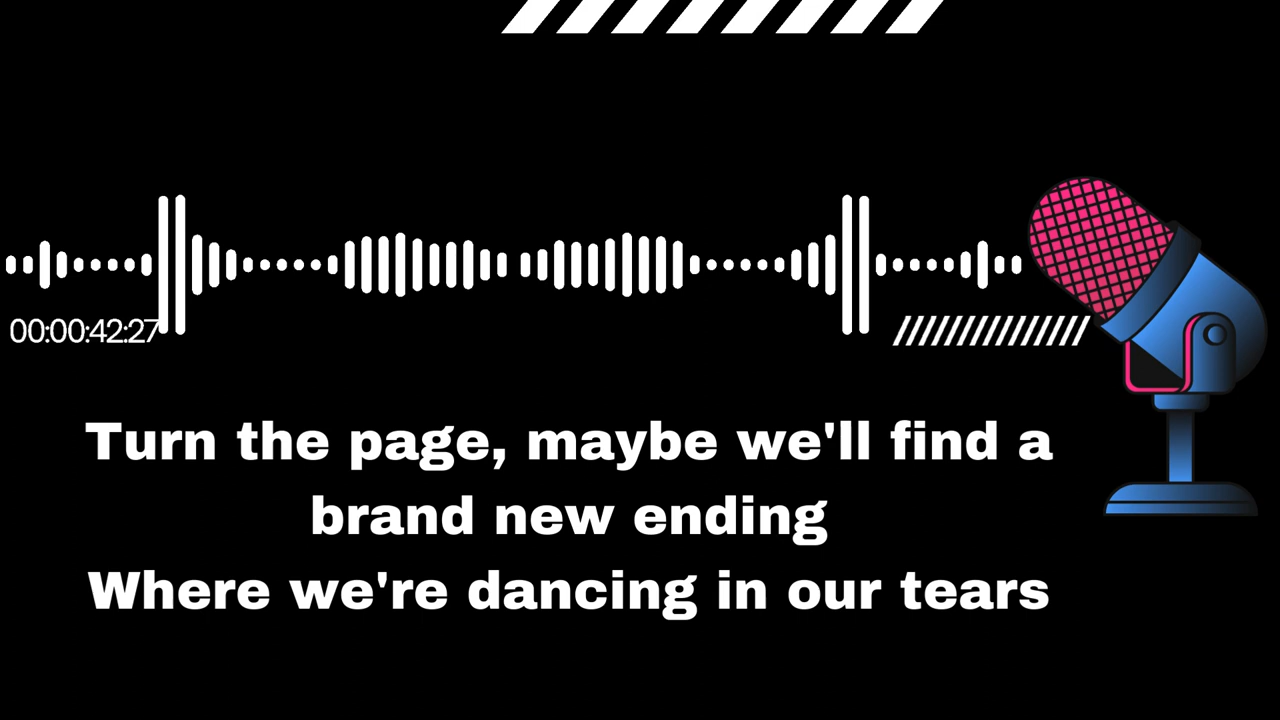 00:00:42:27
Turn the page, maybe we'll find a
brand new ending
Where we're dancing in our tears